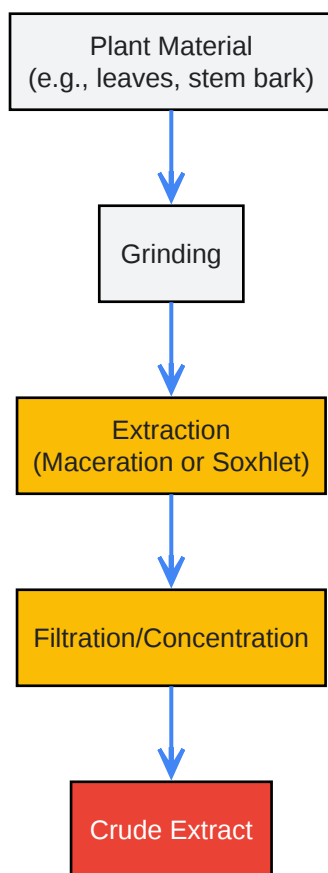 Plant Material
(e.g., leaves, stem bark)
Grinding
Extraction
(Maceration or Soxhlet)
Filtration/Concentration
Crude Extract